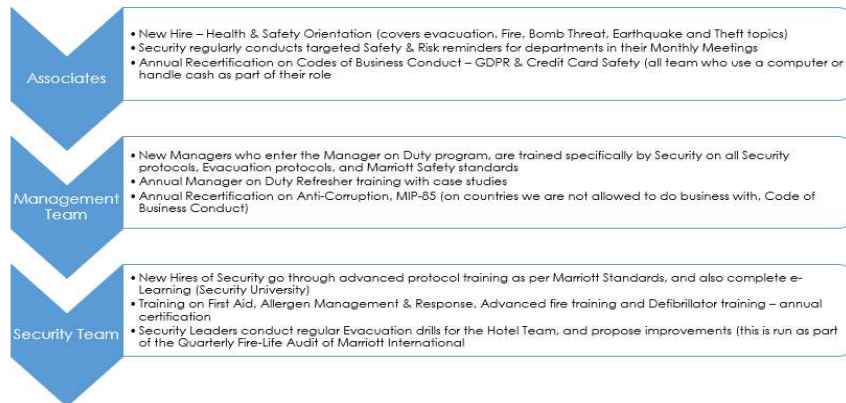 Associates
• New Hire – Health & Safety Orientation (covers evacuation, Fire, Bomb Threat, Earthquake and Theft topics)
• Security regularly conducts targeted Safety & Risk reminders for departments in their Monthly Meetings
• Annual Recertification on Codes of Business Conduct – GDPR & Credit Card Safety (all team who use a computer or
handle cash as part of their role
Management
Team
• New Managers who enter the Manager on Duty program, are trained specifically by Security on all Security
protocols, Evacuation protocols, and Marriott Safety standards
• Annual Manager on Duty Refresher training with case studies
• Annual Recertification on Anti-Corruption, MIP-85 (on countries we are not allowed to do business with, Code of
Business Conduct)
Security Team
• New Hires of Security go through advanced protocol training as per Marriott Standards, and also complete e-
Learning (Security University)
• Training on First Aid, Allergen Management & Response, Advanced fire training and Defibrillator training – annual
certification
• Security Leaders conduct regular Evacuation drills for the Hotel Team, and propose improvements (this is run as part
of the Quarterly Fire-Life Audit of Marriott International